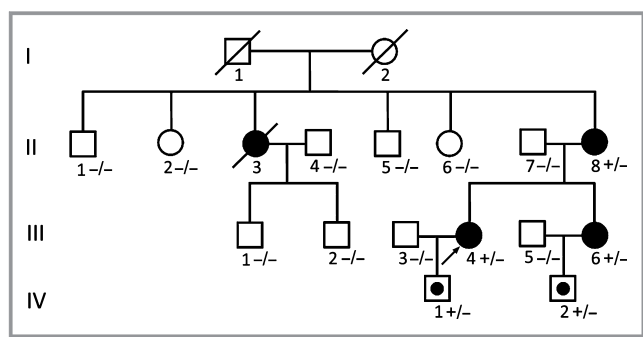 I
1 2
II
1 –/– 2 –/– 3 4 –/– 5 –/– 6 –/– 7 –/– 8 +/–
III
1 –/– 2 –/– 3 –/– 4 +/– 5 –/– 6 +/–
IV
1 +/– 2 +/–